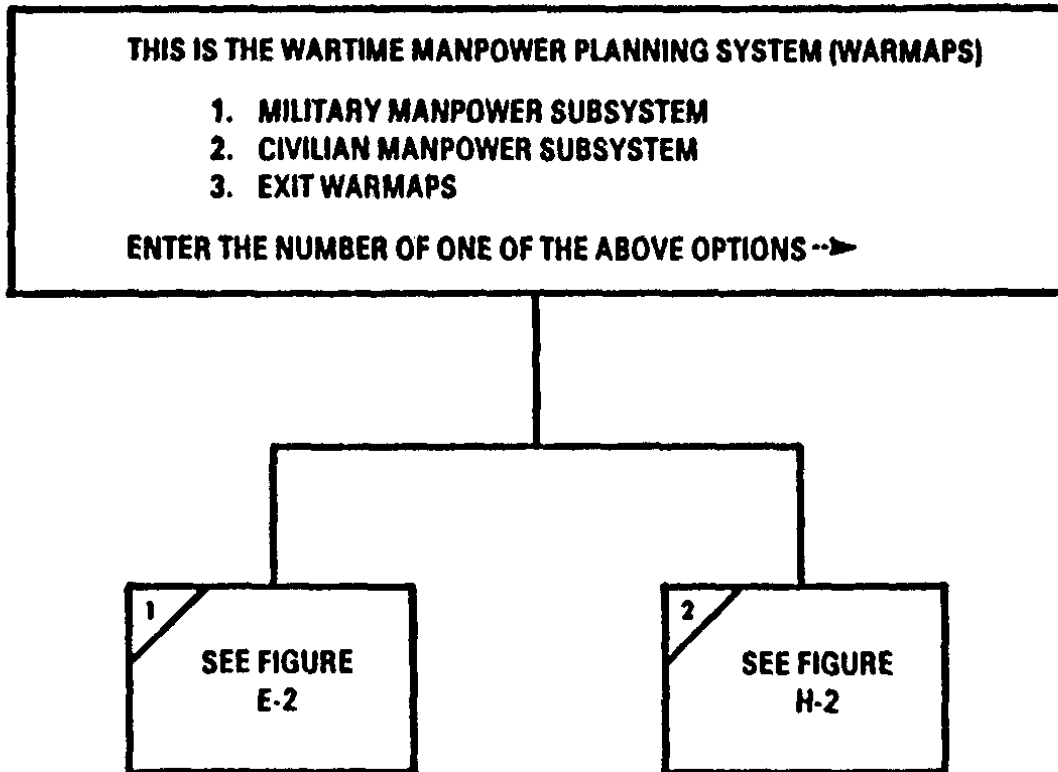 THIS IS THE WARTIME MANPOWER PLANNING SYSTEM (WARMAPS)
1. MILITARY MANPOWER SUBSYSTEM
2. CIVILIAN MANPOWER SUBSYSTEM
3. EXIT WARMAPS
ENTER THE NUMBER OF ONE OF THE ABOVE OPTIONS
1
SEE FIGURE
E-2
2
SEE FIGURE
H-2